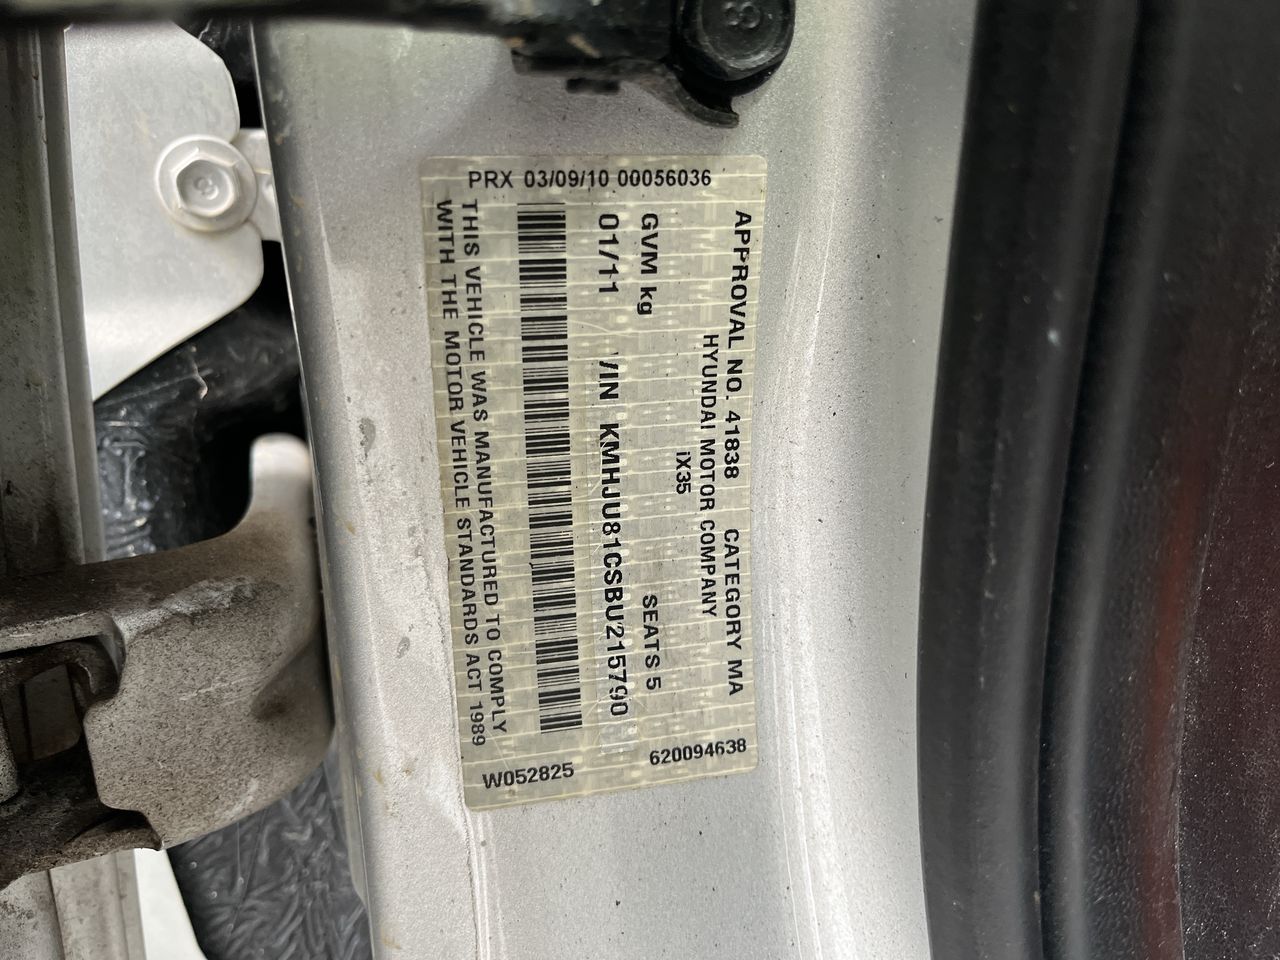 APPROVAL NO. 41838 CATEGORY MA
HYUNDAI MOTOR COMPANY
iX35
GVM kg SEATS 5
01/11 VIN KMHJU81CSBU215790
THIS VEHICLE WAS MANUFACTURED TO COMPLY
WITH THE MOTOR VEHICLE STANDARDS ACT 1989
PRX 03/09/10 00056036
620094638
W052825
8